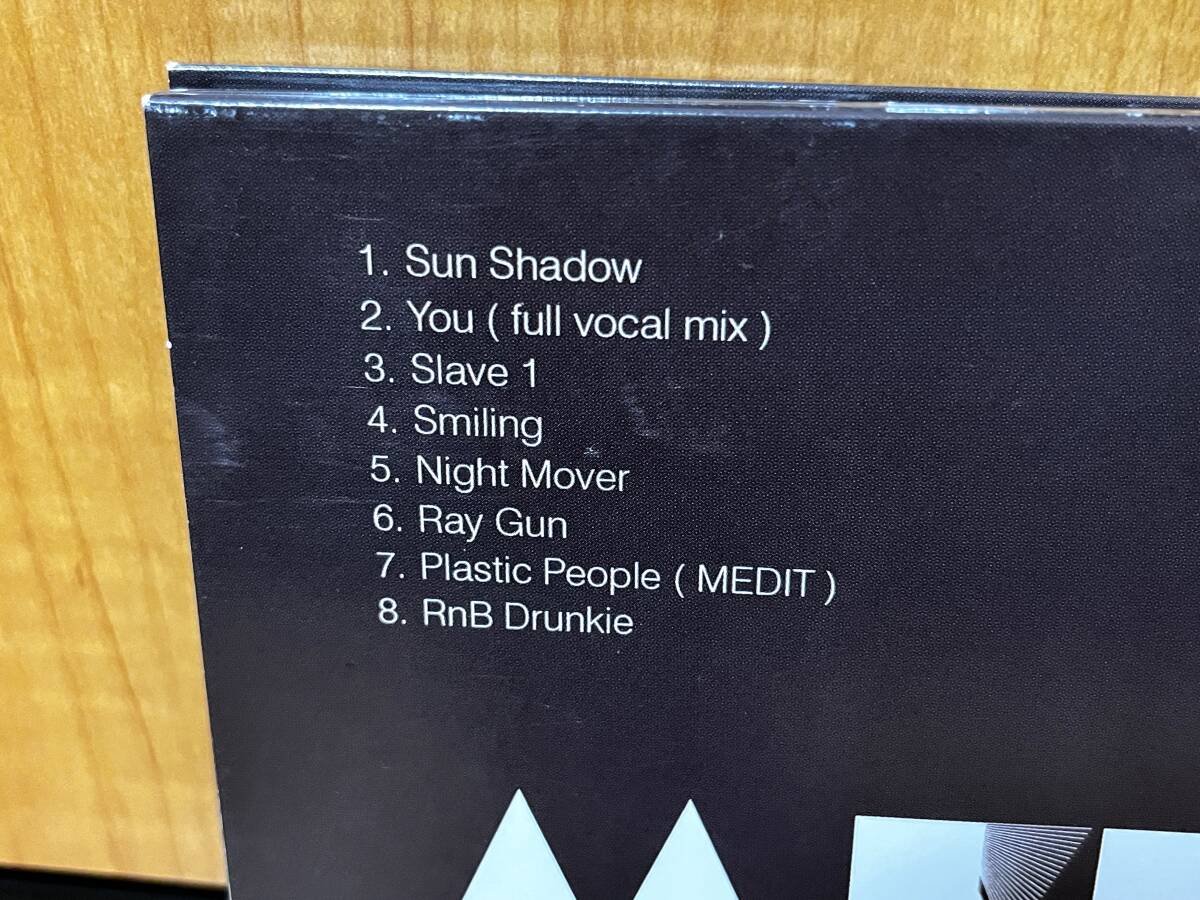 1. Sun Shadow
2. You ( full vocal mix )
3. Slave 1
4. Smiling
5. Night Mover
6. Ray Gun
7. Plastic People ( MEDIT )
8. RnB Drunkie